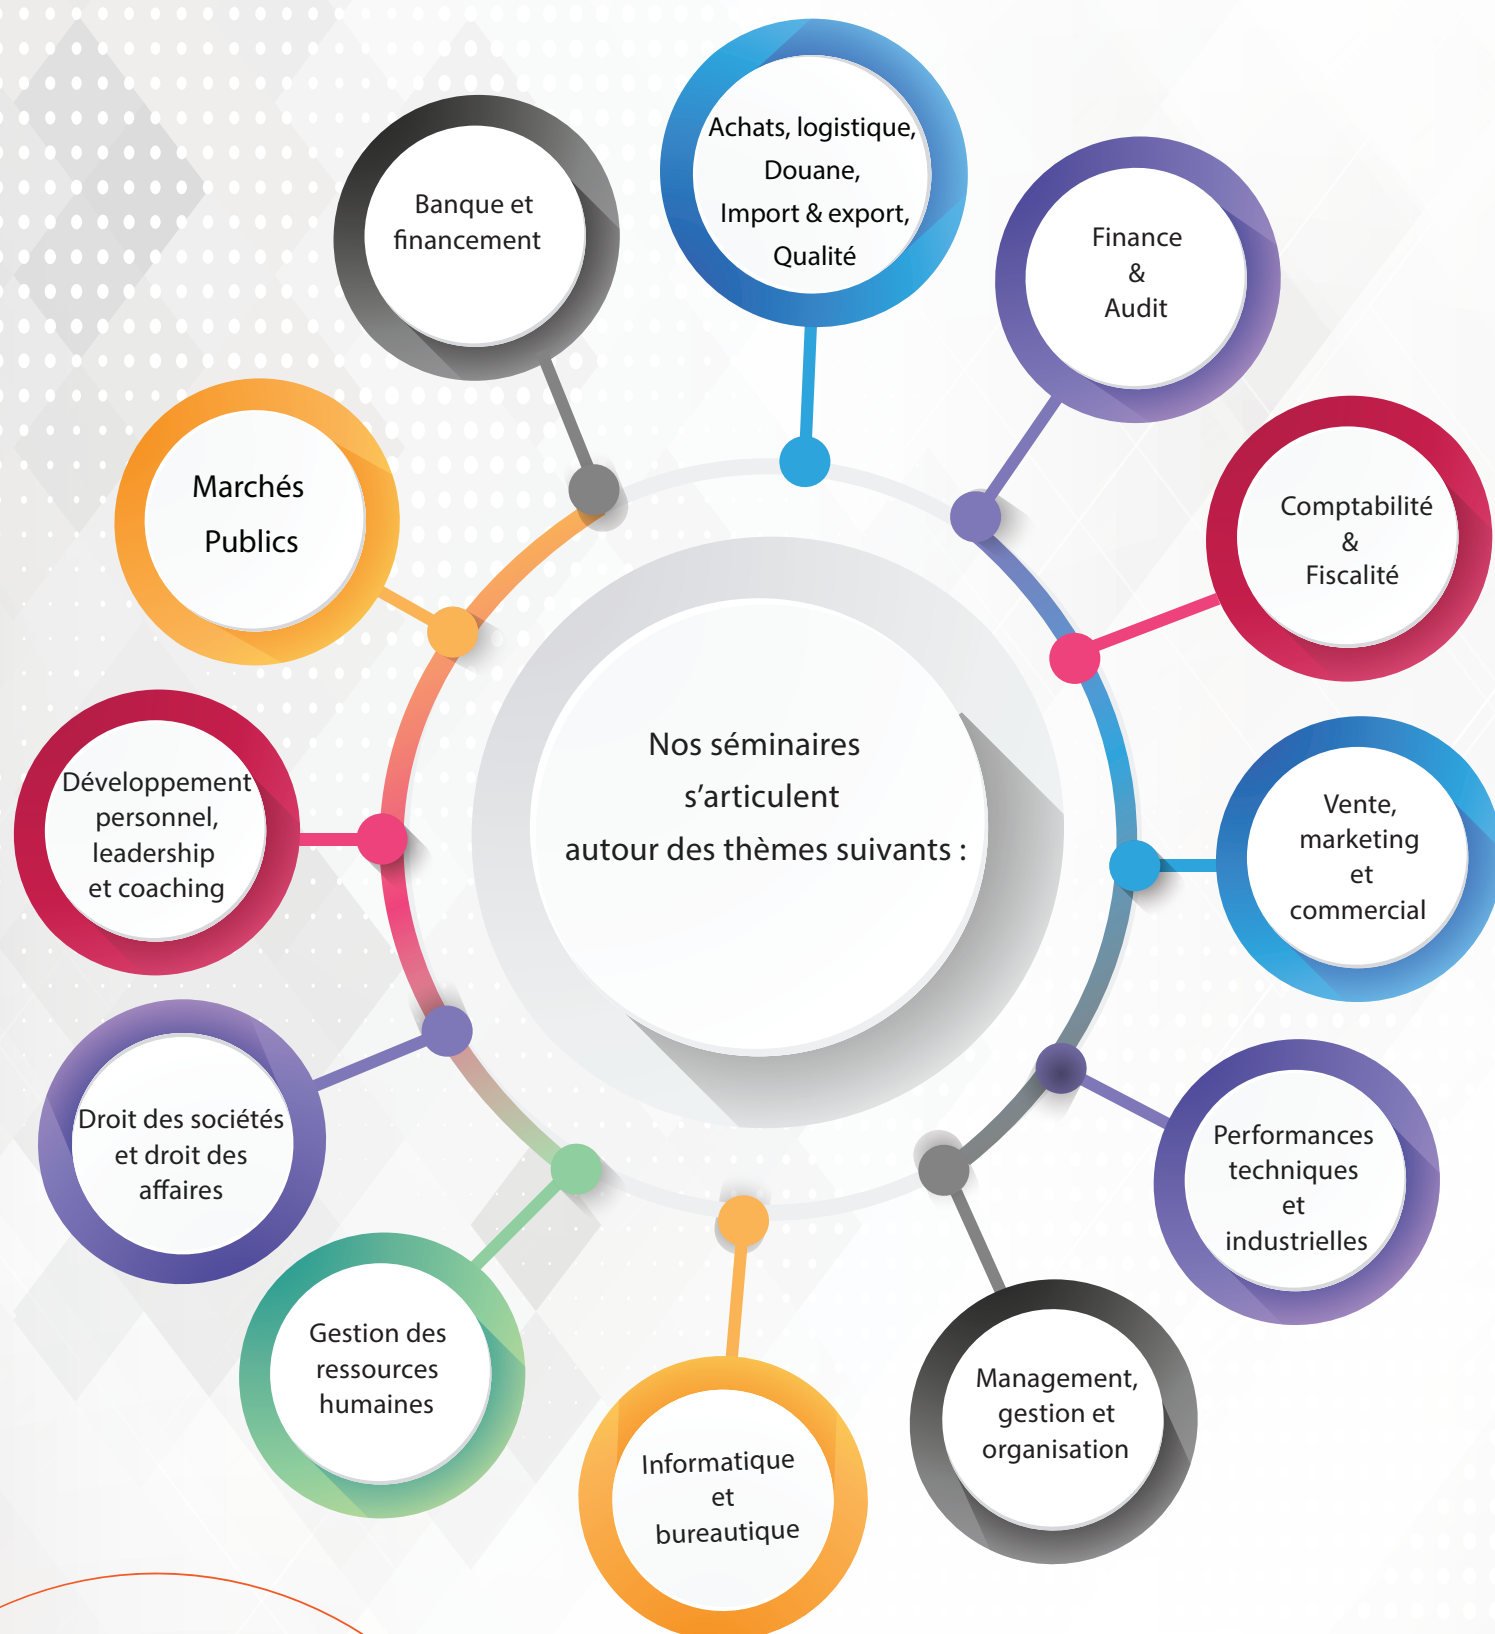 Achats, logistique,
Douane,
Import & export,
Qualité
Banque et
financement
Finance
&
Audit
Marchés
Publics
Comptabilité
&
Fiscalité
Nos séminaires
s'articulent
autour des thèmes suivants :
Développement
personnel,
leadership
et coaching
Vente,
marketing
et
commercial
Droit des sociétés
et droit des
affaires
Performances
techniques
et
industrielles
Gestion des
ressources
humaines
Management,
gestion et
organisation
Informatique
et
bureautique